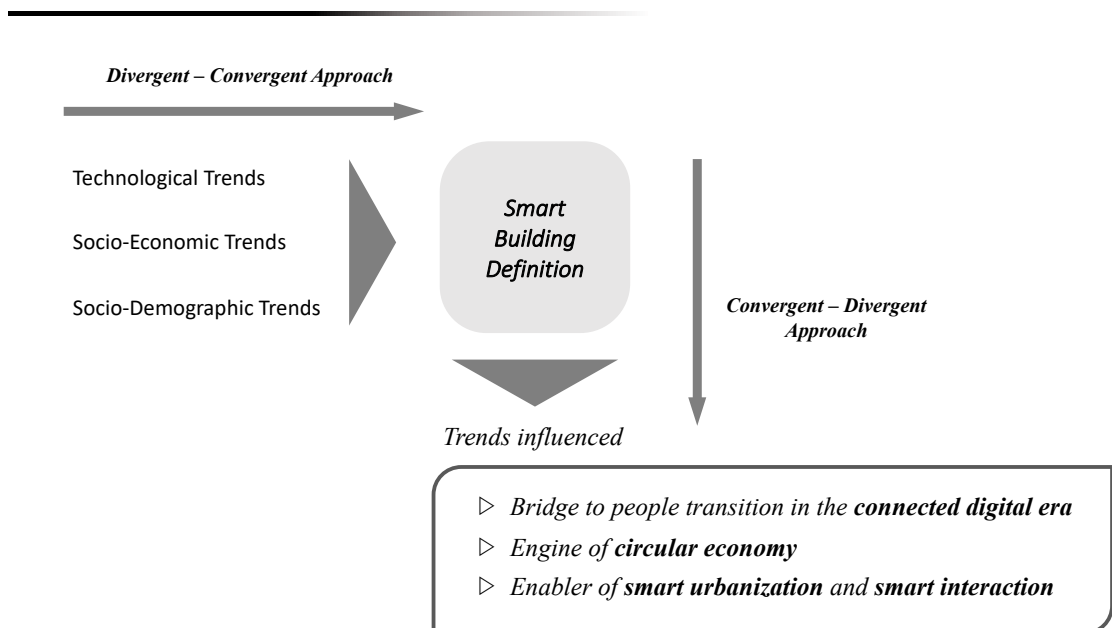 Divergent – Convergent Approach
Technological Trends
Socio-Economic Trends
Socio-Demographic Trends
Smart
Building
Definition
Convergent – Divergent
Approach
Trends influenced
▷ Bridge to people transition in the connected digital era
▷ Engine of circular economy
▷ Enabler of smart urbanization and smart interaction